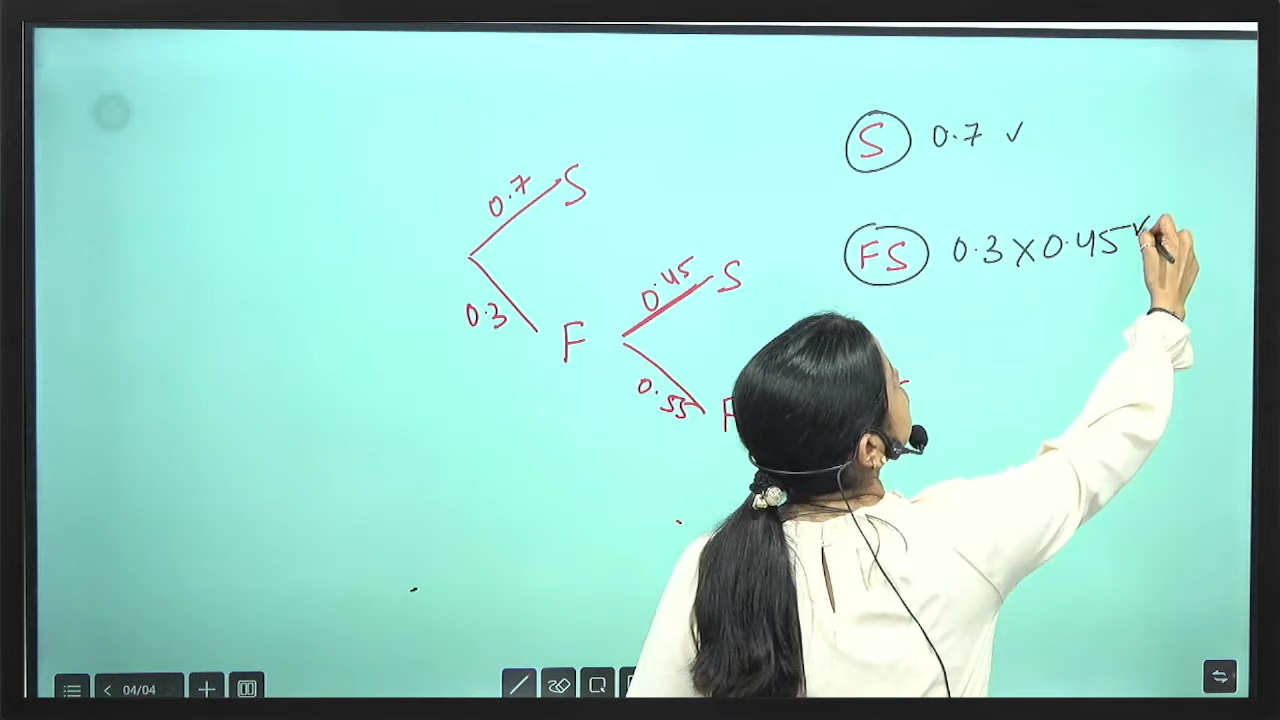 S 0.7 ✓
0.7 S
FS 0.3 × 0.45 ✓
0.45 S
0.3 F
0.55 F
04/04